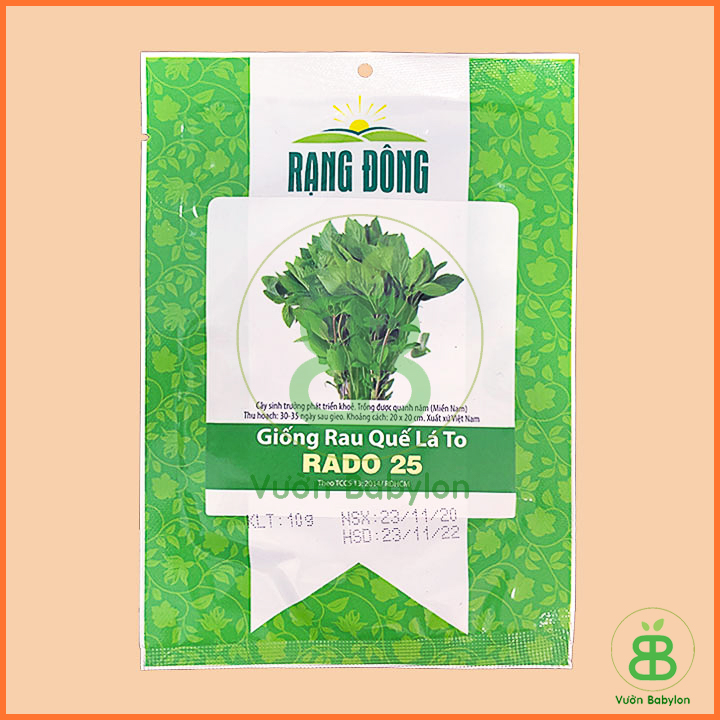 RẠNG ĐÔNG
Cây sinh trưởng phát triển khoẻ. Trồng được quanh năm (Miền Nam)
Thu hoạch: 30-35 ngày sau gieo. Khoảng cách: 20 x 20 cm. Xuất xứ Việt Nam
Giống Rau Quế Lá To
RADO 25
Theo TCCS
Vườn Babylon
KLT: 10g NSX: 23/11/20
HSD: 23/11/22
Vườn Babylon